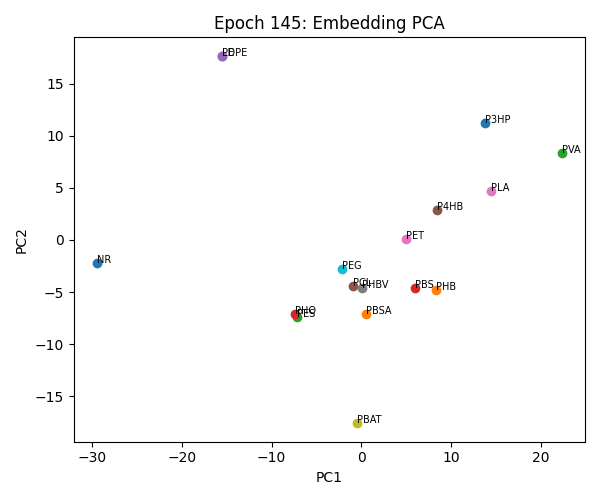 Epoch 145: Embedding PCA
PC2
15
10
5
0
−5
−10
−15
LDPE
P3HP
PVA
PLA
P4HB
PET
NR
PEG
PCL
PHBV
PBS
PHB
PHO
PES
PBSA
PBAT
−30
−20
−10
0
10
20
PC1